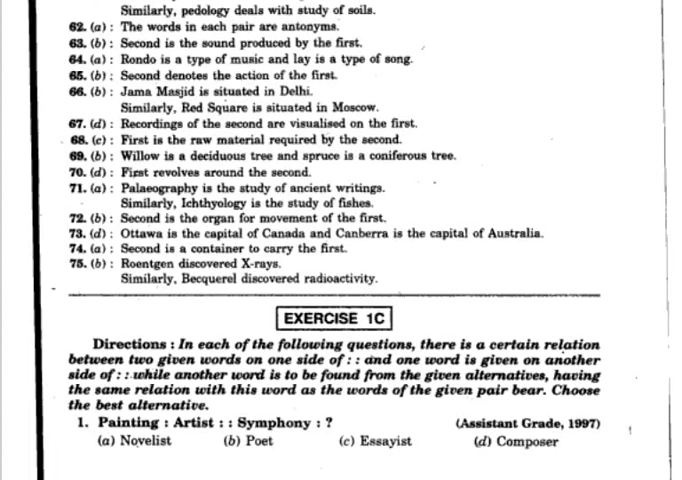 Similarly, pedology deals with study of soils.
62. (a) : The words in each pair are antonyms.
63. (b) : Second is the sound produced by the first.
64. (a) : Rondo is a type of music and lay is a type of song.
65. (b) : Second denotes the action of the first.
66. (b) : Jama Masjid is situated in Delhi.
Similarly, Red Square is situated in Moscow.
67. (d) : Recordings of the second are visualised on the first.
68. (c) : First is the raw material required by the second.
69. (b) : Willow is a deciduous tree and spruce is a coniferous tree.
70. (d) : First revolves around the second.
71. (a) : Palaeography is the study of ancient writings.
Similarly, Ichthyology is the study of fishes.
72. (b) : Second is the organ for movement of the first.
73. (d) : Ottawa is the capital of Canada and Canberra is the capital of Australia.
74. (a) : Second is a container to carry the first.
75. (b) : Roentgen discovered X-rays.
Similarly, Becquerel discovered radioactivity.
EXERCISE 1C
Directions : In each of the following questions, there is a certain relation
between two given words on one side of : : and one word is given on another
side of : : while another word is to be found from the given alternatives, having
the same relation with this word as the words of the given pair bear. Choose
the best alternative.
1. Painting : Artist : : Symphony : ? (Assistant Grade, 1997)
(a) Novelist (b) Poet (c) Essayist (d) Composer